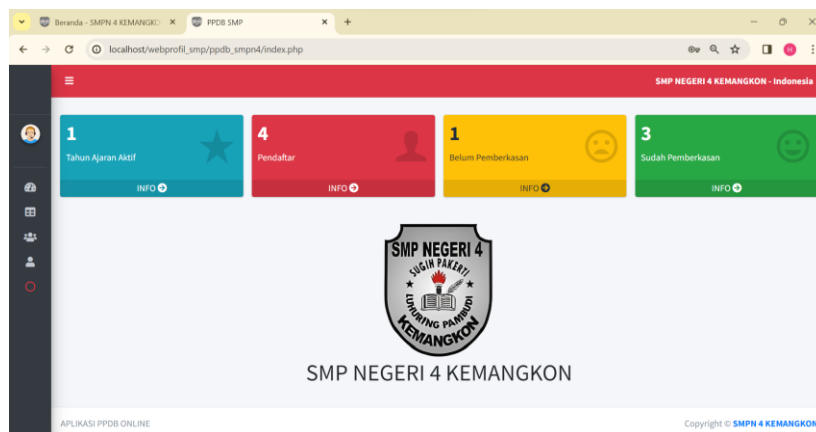 Beranda - SMPN 4 KEMANGKO
PPDB SMP
localhost/webprofil_smp/ppdb_smpn4/index.php
H
SMP NEGERI 4 KEMANGKON - Indonesia
1
Tahun Ajaran Aktif
INFO
4
Pendaftar
INFO
1
Belum Pemberkasan
INFO
3
Sudah Pemberkasan
INFO
SMP NEGERI 4
SUGIH PAKERTI
LUHURING PAMBUDI
KEMANGKON
SMP NEGERI 4 KEMANGKON
APLIKASI PPDB ONLINE
Copyright © SMPN 4 KEMANGKON